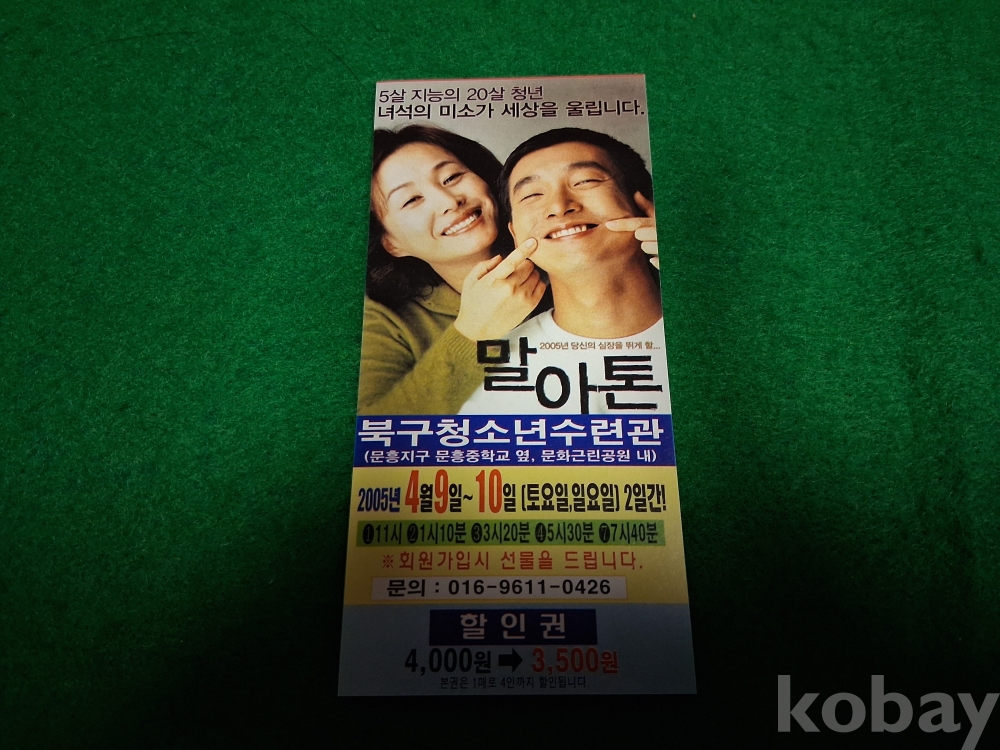 5살 지능의 20살 청년
녀석의 미소가 세상을 울립니다.
2005년 당신의 심장을 뛰게 할...
말아톤
북구청소년수련관
(문흥지구 문흥중학교 옆, 문화근린공원 내)
2005년 4월9일~10일 (토요일,일요일) 2일간!
❶11시 ❷1시10분 ❸3시20분 ❹5시30분 ❼7시40분
※회원가입시 선물을 드립니다.
문의 : 016-9611-0426
할인권
4,000원 ➡ 3,500원
본권은 1매로 4인까지 할인됩니다
kobay